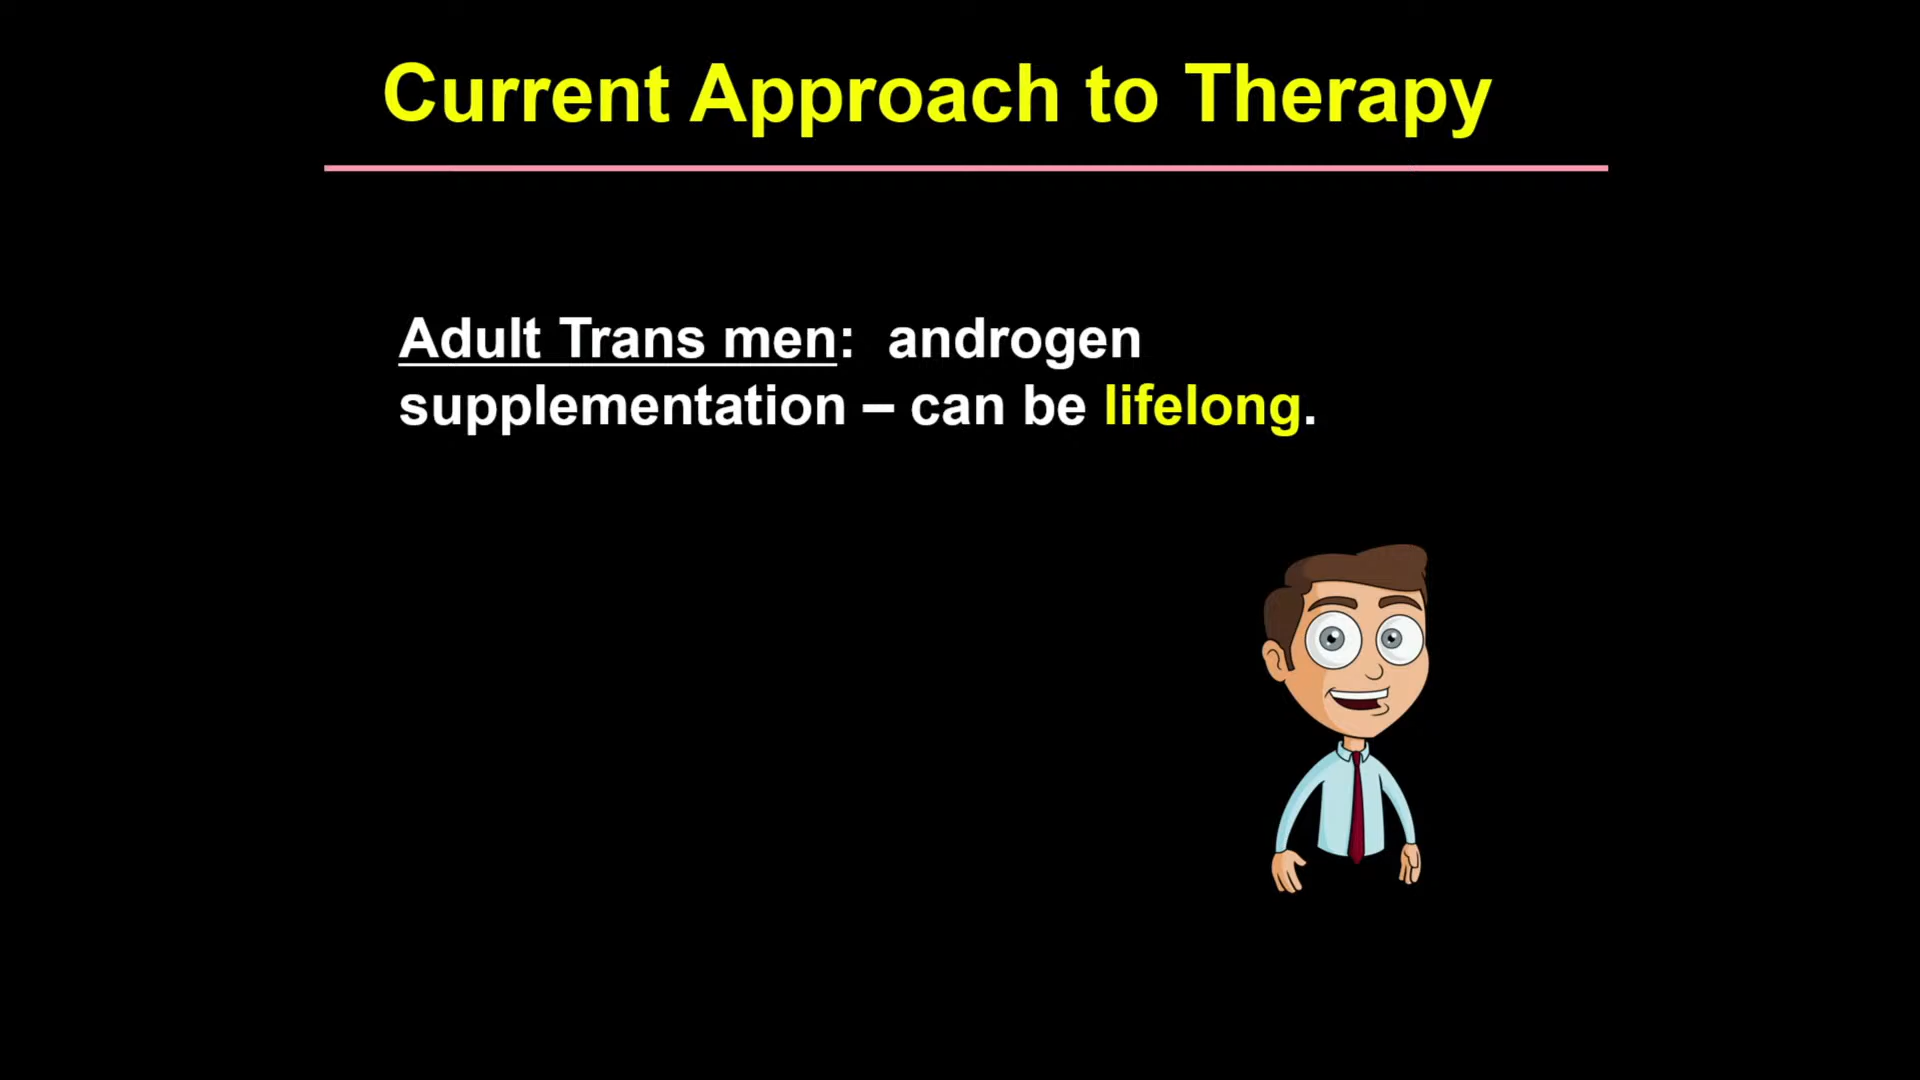 Current Approach to Therapy
Adult Trans men:  androgen
supplementation – can be lifelong.